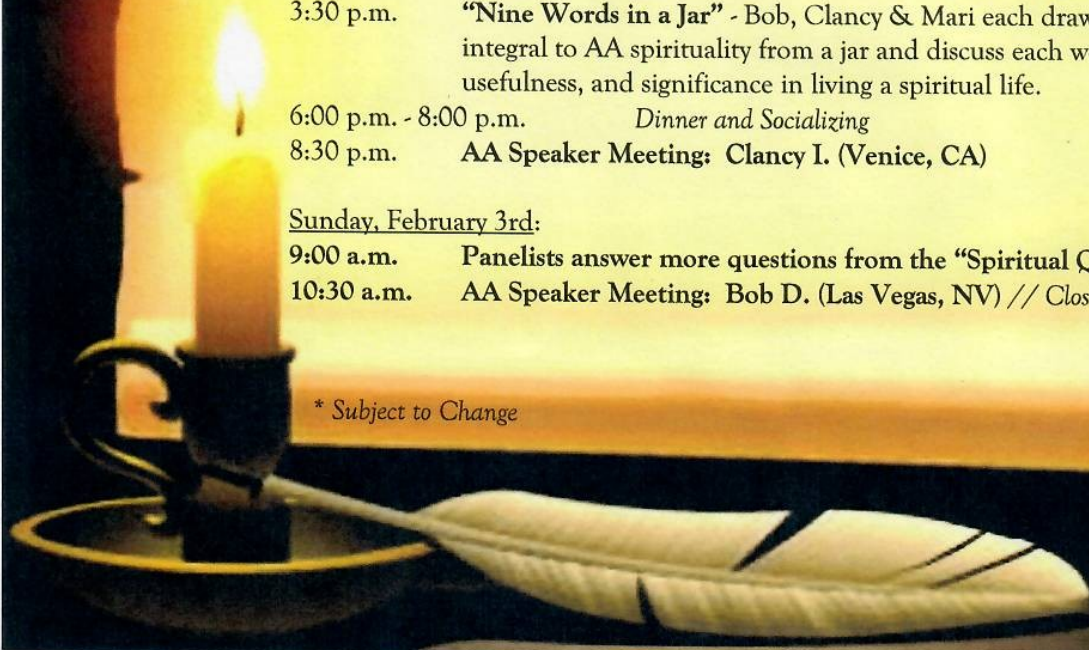 3:30 p.m. "Nine Words in a Jar" - Bob, Clancy & Mari each draw
integral to AA spirituality from a jar and discuss each w
usefulness, and significance in living a spiritual life.
6:00 p.m. - 8:00 p.m. Dinner and Socializing
8:30 p.m. AA Speaker Meeting: Clancy I. (Venice, CA)
Sunday, February 3rd:
9:00 a.m. Panelists answer more questions from the "Spiritual Q
10:30 a.m. AA Speaker Meeting: Bob D. (Las Vegas, NV) // Clos
* Subject to Change